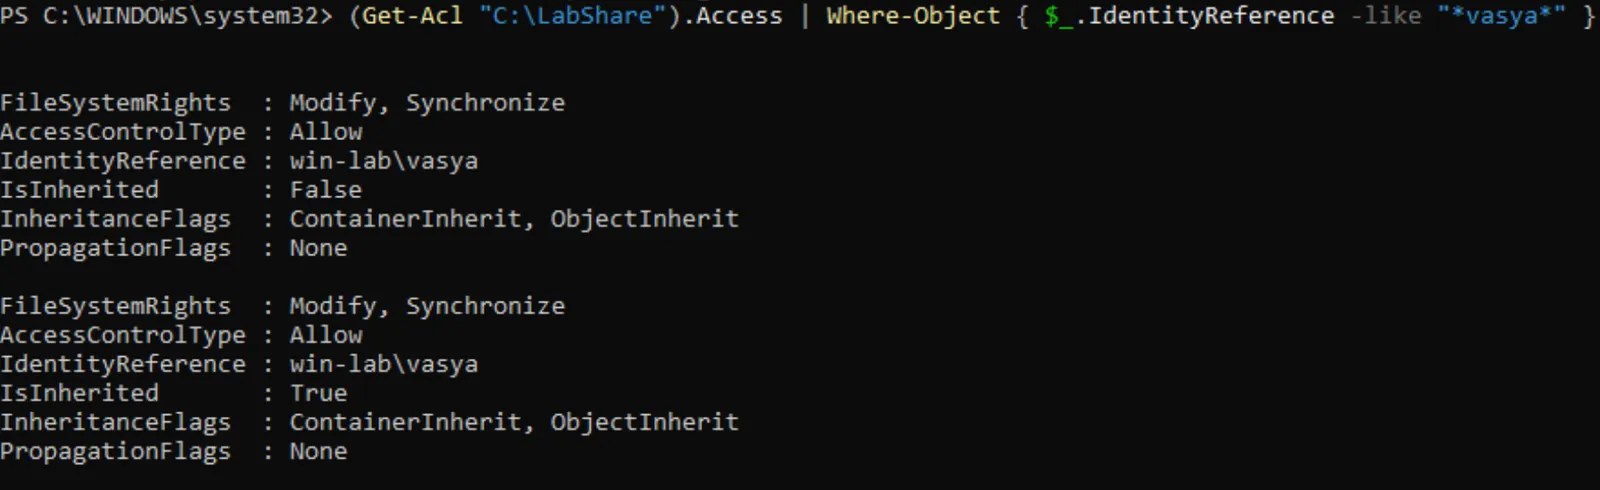 PS C:\WINDOWS\system32> (Get-Acl "C:\LabShare").Access | Where-Object { $_.IdentityReference -like "*vasya*" }
FileSystemRights  : Modify, Synchronize
AccessControlType : Allow
IdentityReference : win-lab\vasya
IsInherited       : False
InheritanceFlags  : ContainerInherit, ObjectInherit
PropagationFlags  : None
FileSystemRights  : Modify, Synchronize
AccessControlType : Allow
IdentityReference : win-lab\vasya
IsInherited       : True
InheritanceFlags  : ContainerInherit, ObjectInherit
PropagationFlags  : None